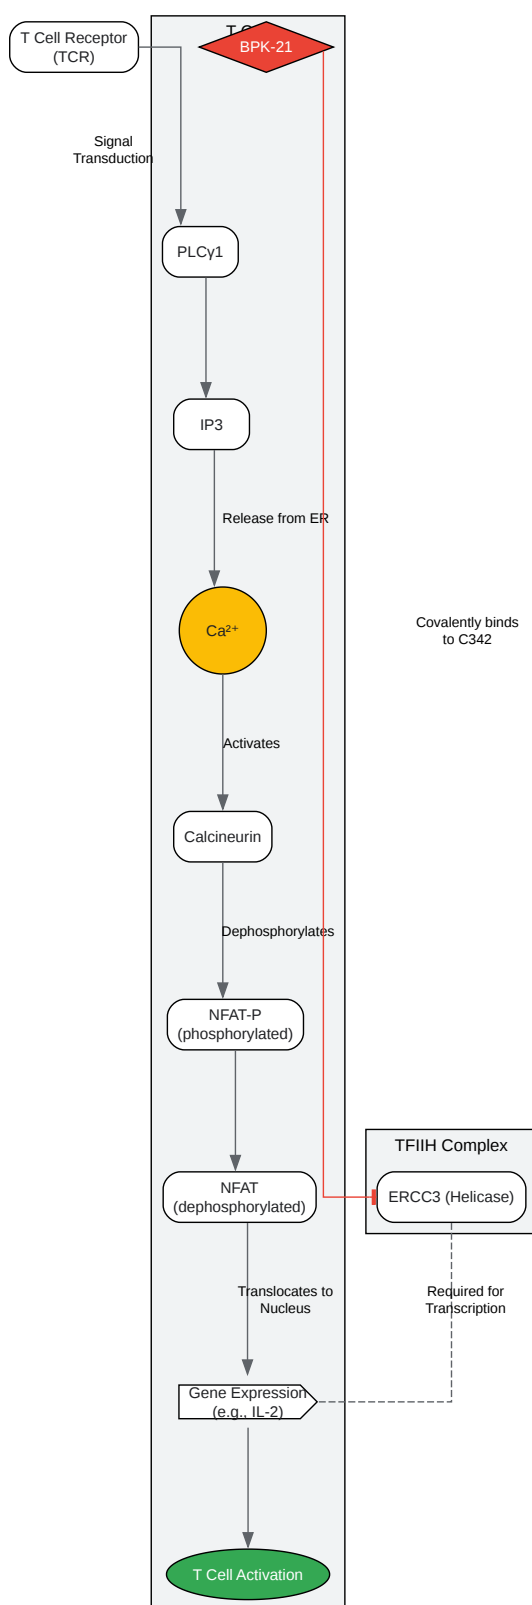 T Cell Receptor
(TCR)
BPK-21
Signal
Transduction
PLCγ1
IP3
Release from ER
Ca²⁺
Covalently binds
to C342
Activates
Calcineurin
Dephosphorylates
NFAT-P
(phosphorylated)
TFIIH Complex
NFAT
(dephosphorylated)
ERCC3 (Helicase)
Translocates to
Nucleus
Required for
Transcription
Gene Expression
(e.g., IL-2)
T Cell Activation